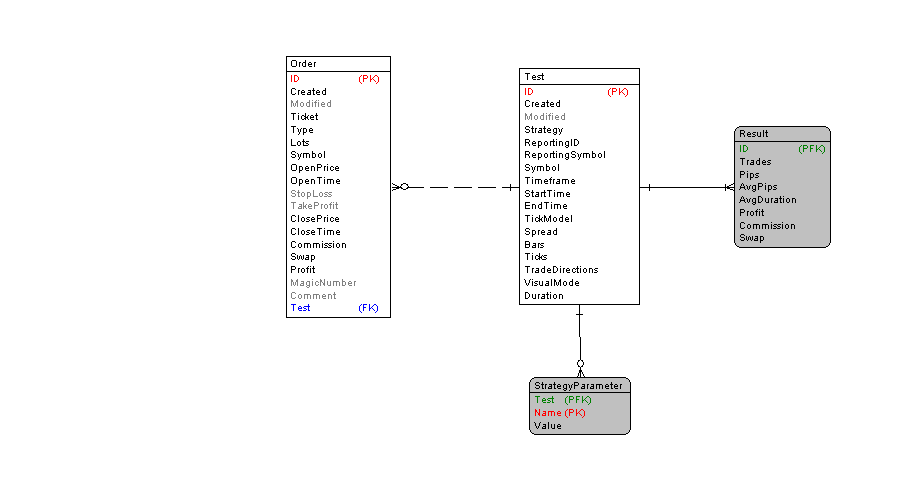 Order
ID (PK)
Created
Modified
Ticket
Type
Lots
Symbol
OpenPrice
OpenTime
StopLoss
TakeProfit
ClosePrice
CloseTime
Commission
Swap
Profit
MagicNumber
Comment
Test (FK)
Test
ID (PK)
Created
Modified
Strategy
ReportingID
ReportingSymbol
Symbol
Timeframe
StartTime
EndTime
TickModel
Spread
Bars
Ticks
TradeDirections
VisualMode
Duration
Result
ID (PFK)
Trades
Pips
AvgPips
AvgDuration
Profit
Commission
Swap
StrategyParameter
Test (PFK)
Name (PK)
Value